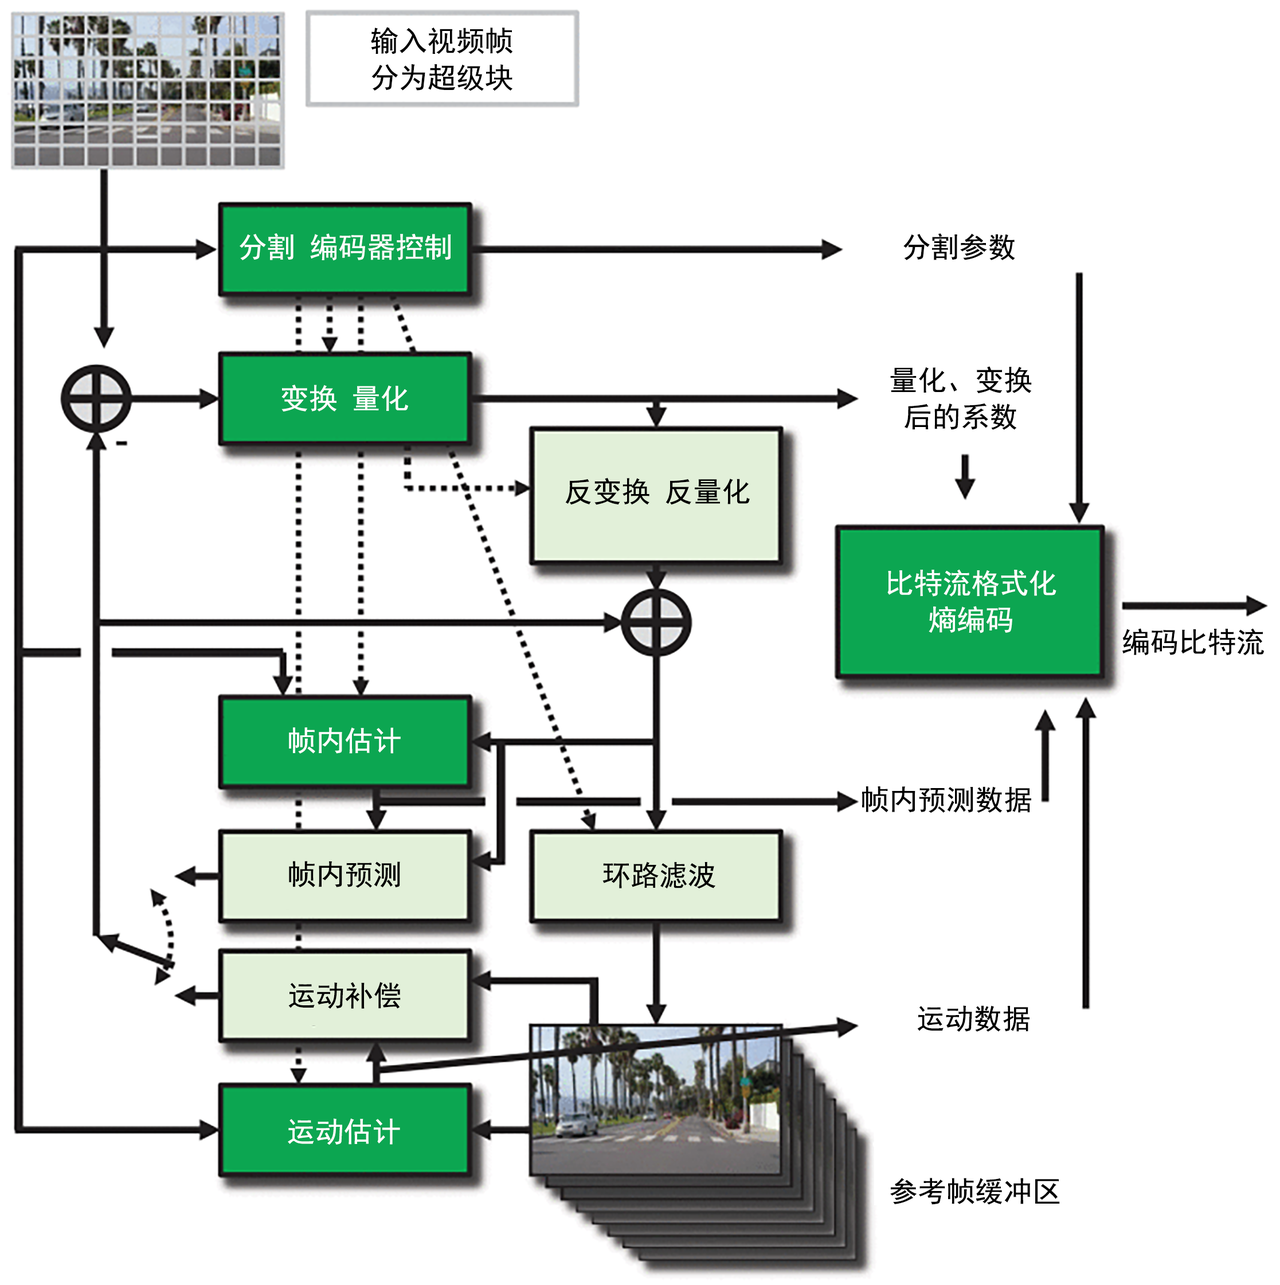 输入视频帧
分为超级块
分割 编码器控制
分割参数
变换 量化
量化、变换
后的系数
-
反变换 反量化
比特流格式化
熵编码
编码比特流
帧内估计
帧内预测数据
帧内预测
环路滤波
运动补偿
运动数据
运动估计
参考帧缓冲区